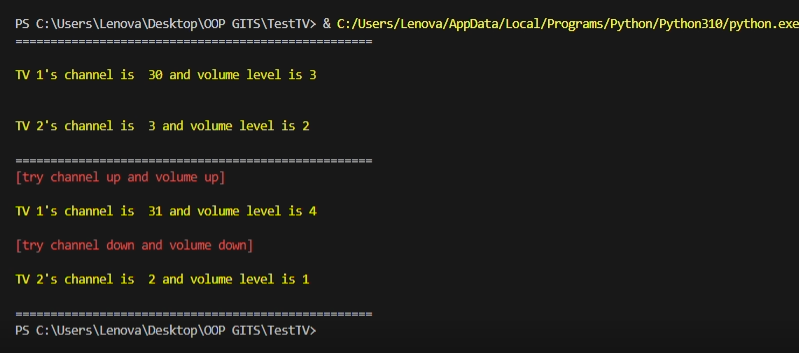 PS C:\Users\Lenova\Desktop\OOP GITS\TestTV> & C:/Users/Lenova/AppData/Local/Programs/Python/Python310/python.exe
===================================================
TV 1's channel is  30 and volume level is 3
TV 2's channel is  3 and volume level is 2
===================================================
[try channel up and volume up]
TV 1's channel is  31 and volume level is 4
[try channel down and volume down]
TV 2's channel is  2 and volume level is 1
===================================================
PS C:\Users\Lenova\Desktop\OOP GITS\TestTV>